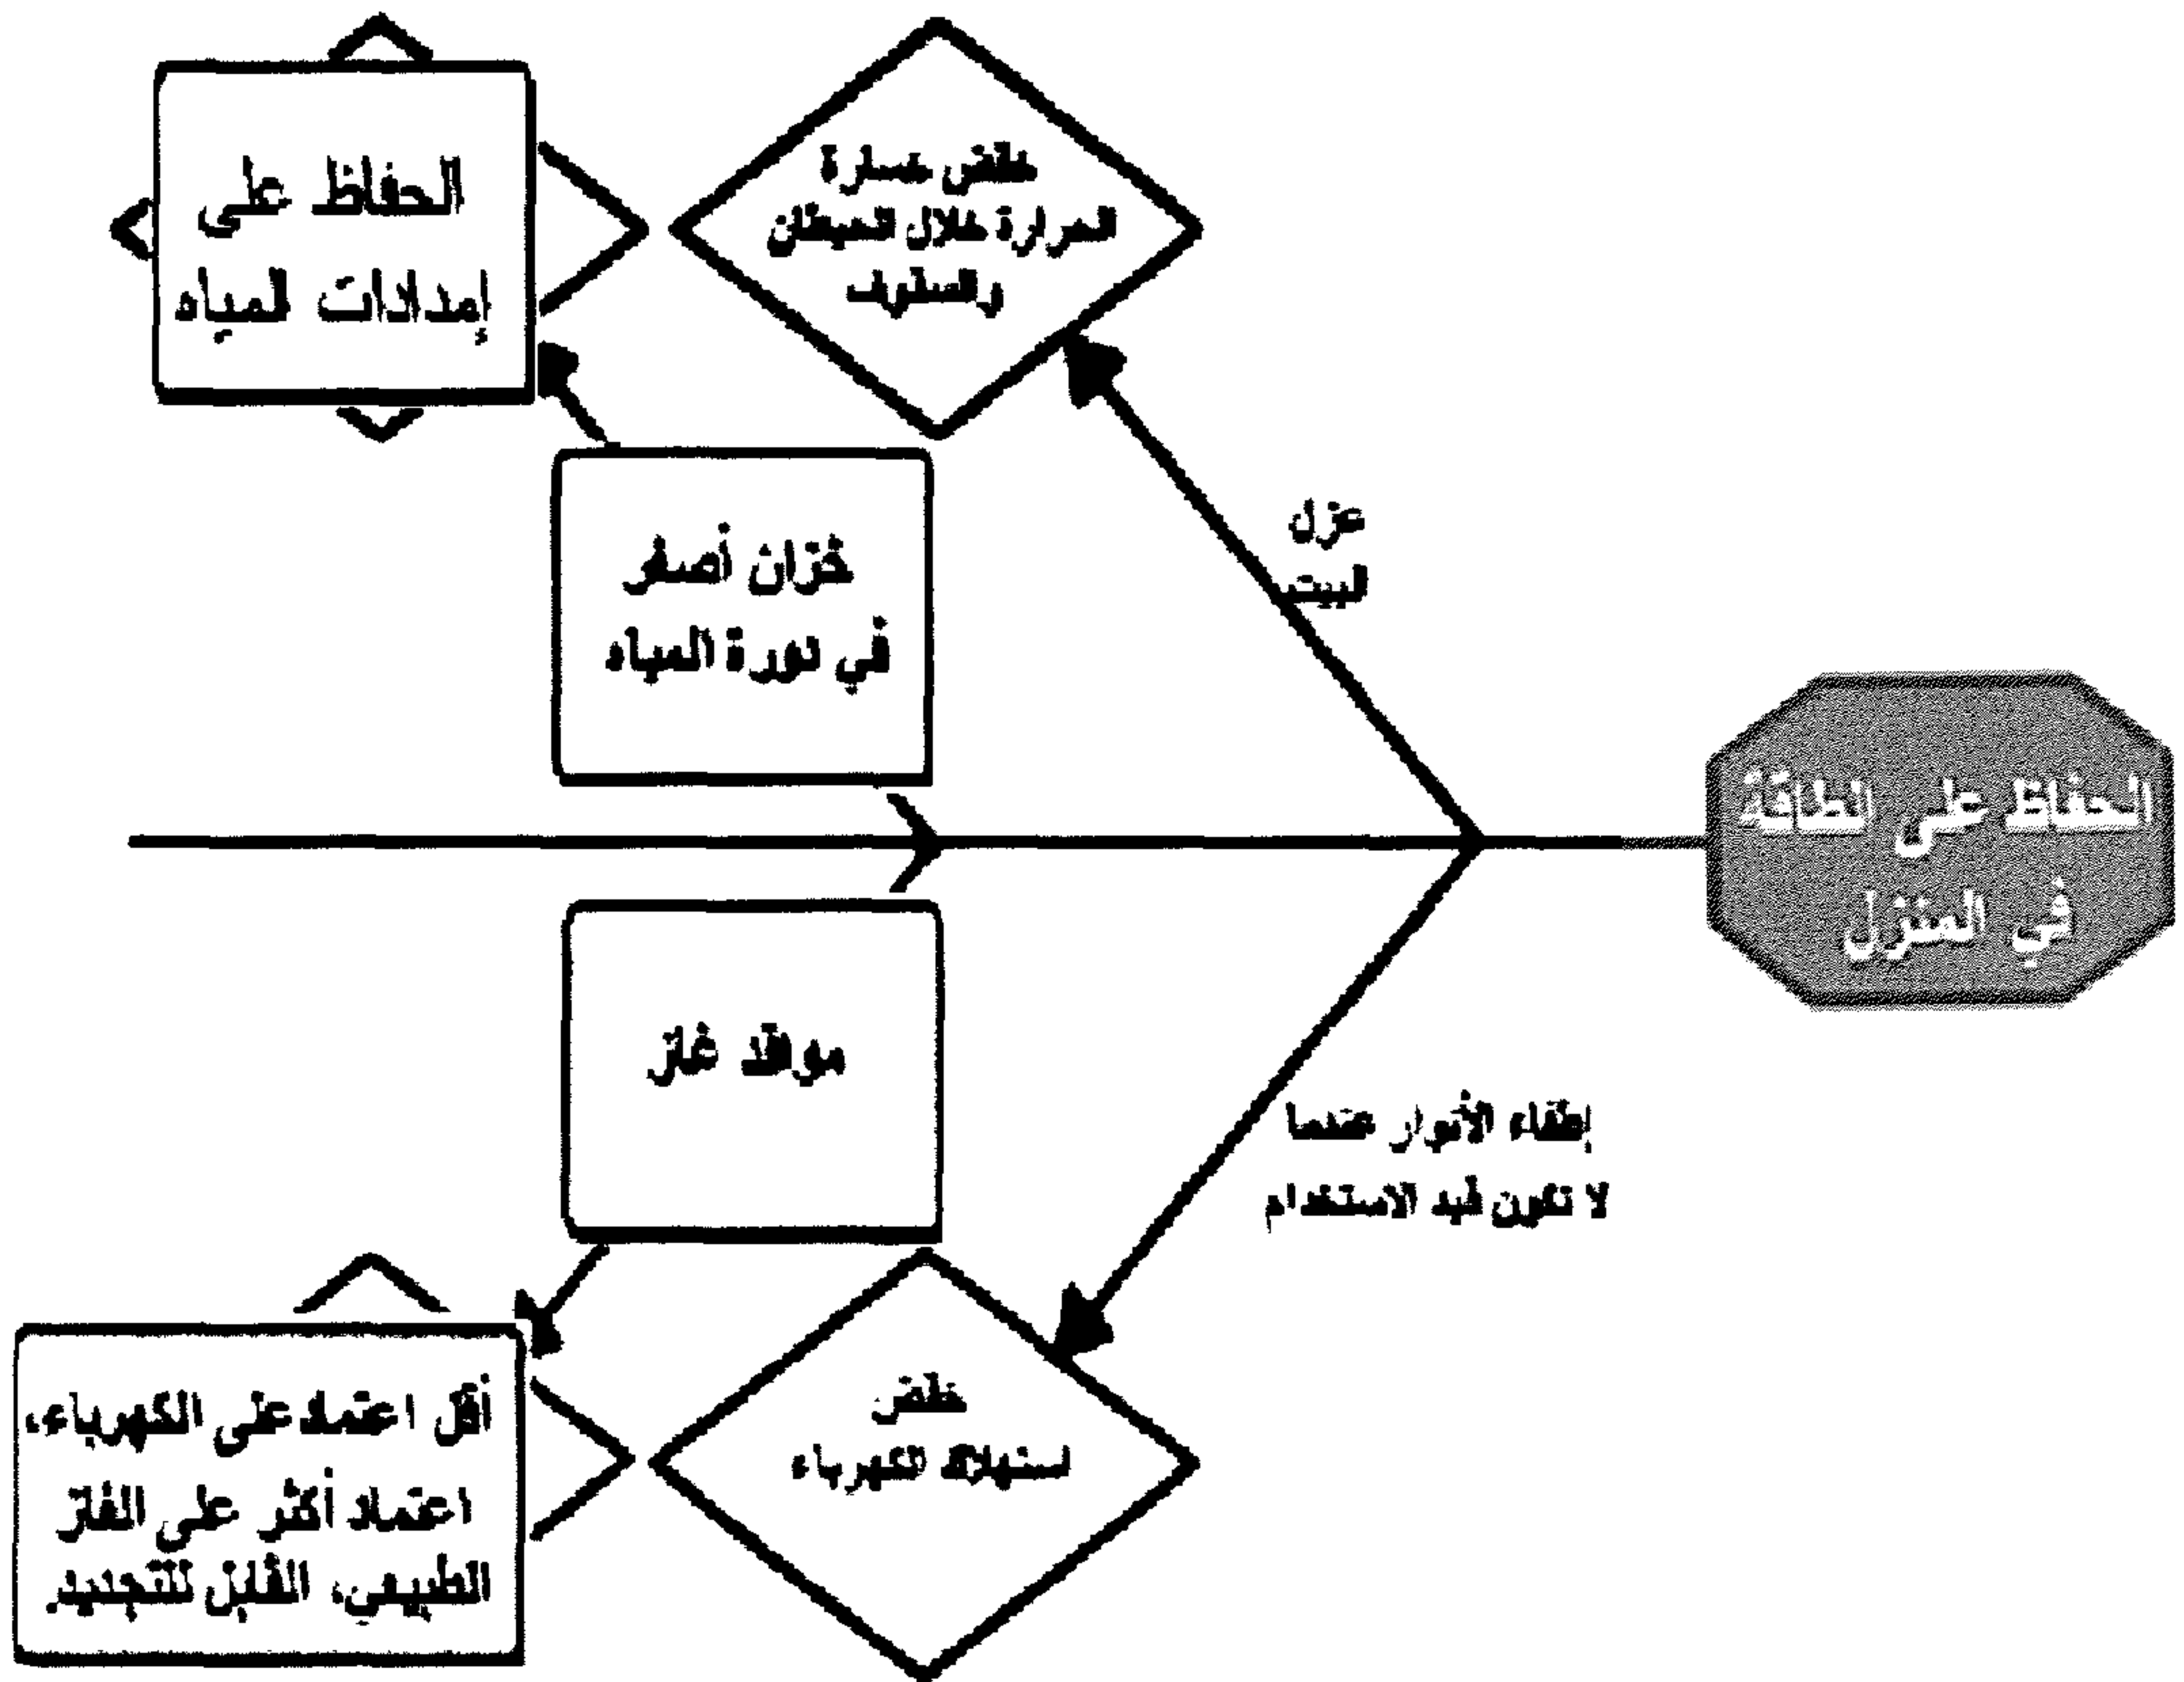 الحفاظ على الطاقة
في المنزل
عزل
البيت
خفض خسارة
الحرارة خلال الحيطان
والسقوف
خزان أصغر
في دورة المياه
الحفاظ على
إمدادات المياه
إطفاء الأنوار عندما
لا تكون قيد الاستخدام
خفض
استهلاك الكهرباء
موقد غاز
أقل اعتماد على الكهرباء،
اعتماد أكثر على الغاز
الطبيعي، القابل للتجديد.